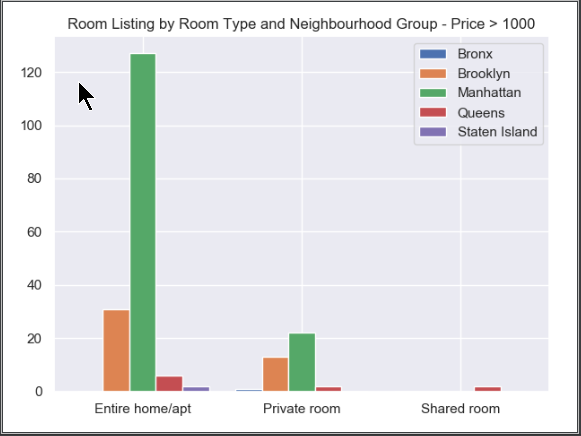 Room Listing by Room Type and Neighbourhood Group - Price > 1000
Bronx
Brooklyn
Manhattan
Queens
Staten Island
120
100
80
60
40
20
0
Entire home/apt
Private room
Shared room